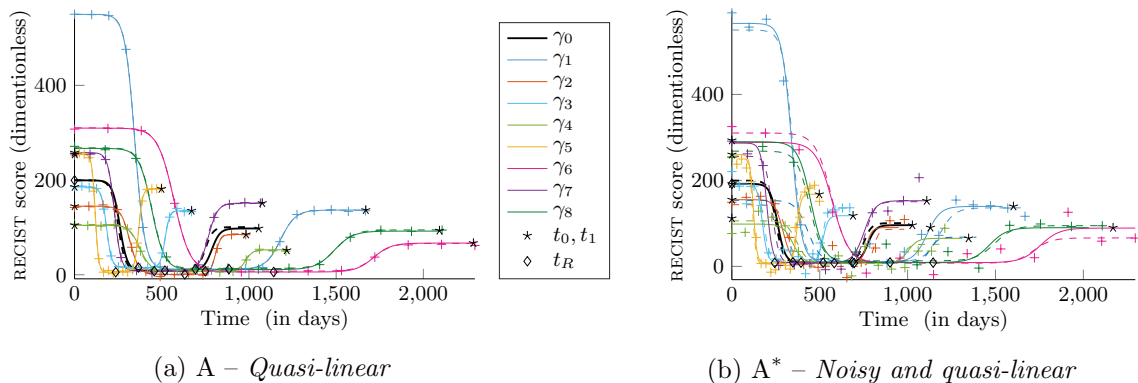 400
200
0
0
500
1,000
1,500
2,000
RECIST score (dimentionless)
Time (in days)
γ0
γ1
γ2
γ3
γ4
γ5
γ6
γ7
γ8
t0, t1
tR
400
200
0
0
500
1,000
1,500
2,000
RECIST score (dimentionless)
Time (in days)
(a) A – Quasi-linear
(b) A* – Noisy and quasi-linear